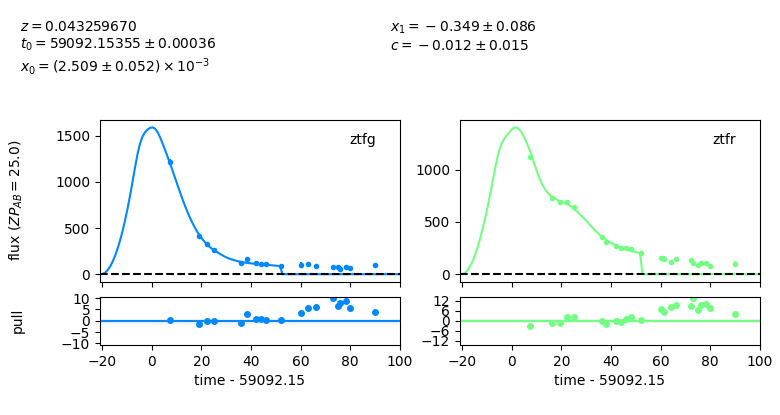 z = 0.043259670
t₀ = 59092.15355 ± 0.00036
x₀ = (2.509 ± 0.052) × 10⁻³
x₁ = −0.349 ± 0.086
c = −0.012 ± 0.015
flux (ZP_AB = 25.0)
ztfg
1500
1000
500
0
ztfr
1000
500
0
pull
10
5
0
−5
−10
−20 0 20 40 60 80 100
time - 59092.15
12
6
0
−6
−12
−20 0 20 40 60 80 100
time - 59092.15